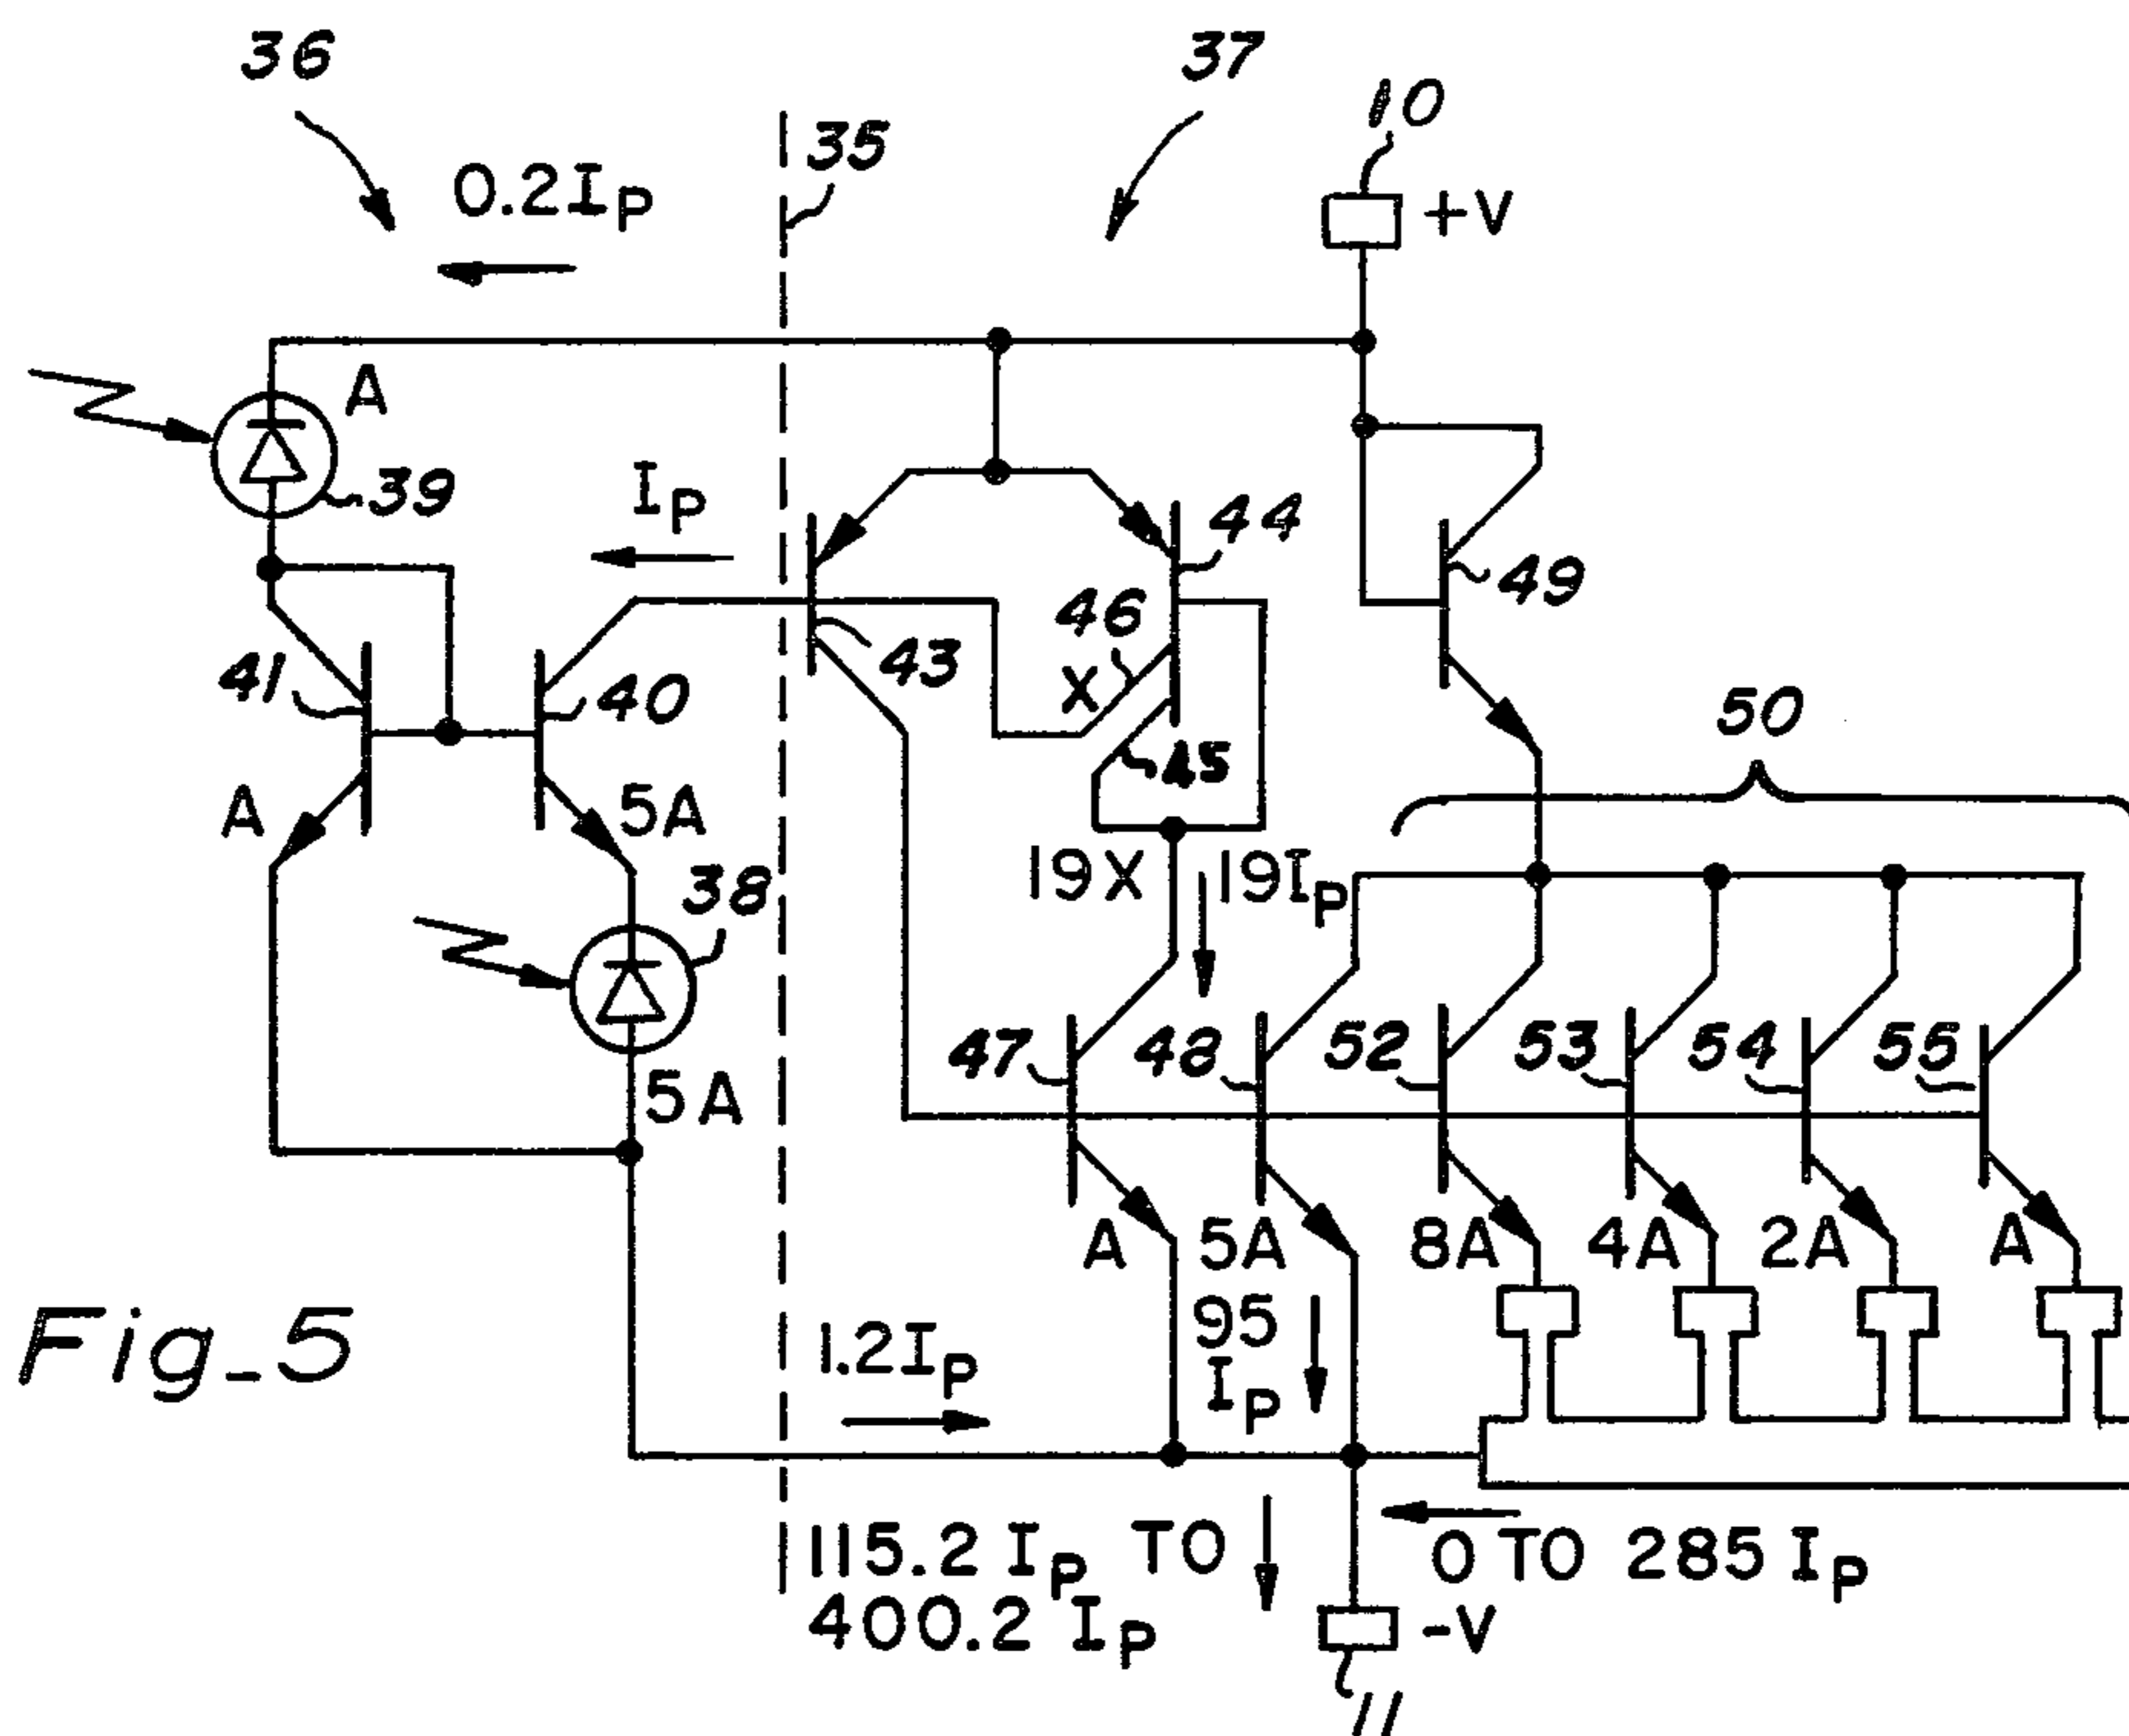 36
37
10
35
0.2IP
+V
A
39
IP
44
46
49
43
X
41
40
45
50
A
5A
38
19X
19IP
47
48
52
53
54
55
5A
A
5A
8A
4A
2A
A
95
IP
Fig_5
1.2IP
115.2 IP TO
400.2 IP
0 TO 285 IP
-V
11